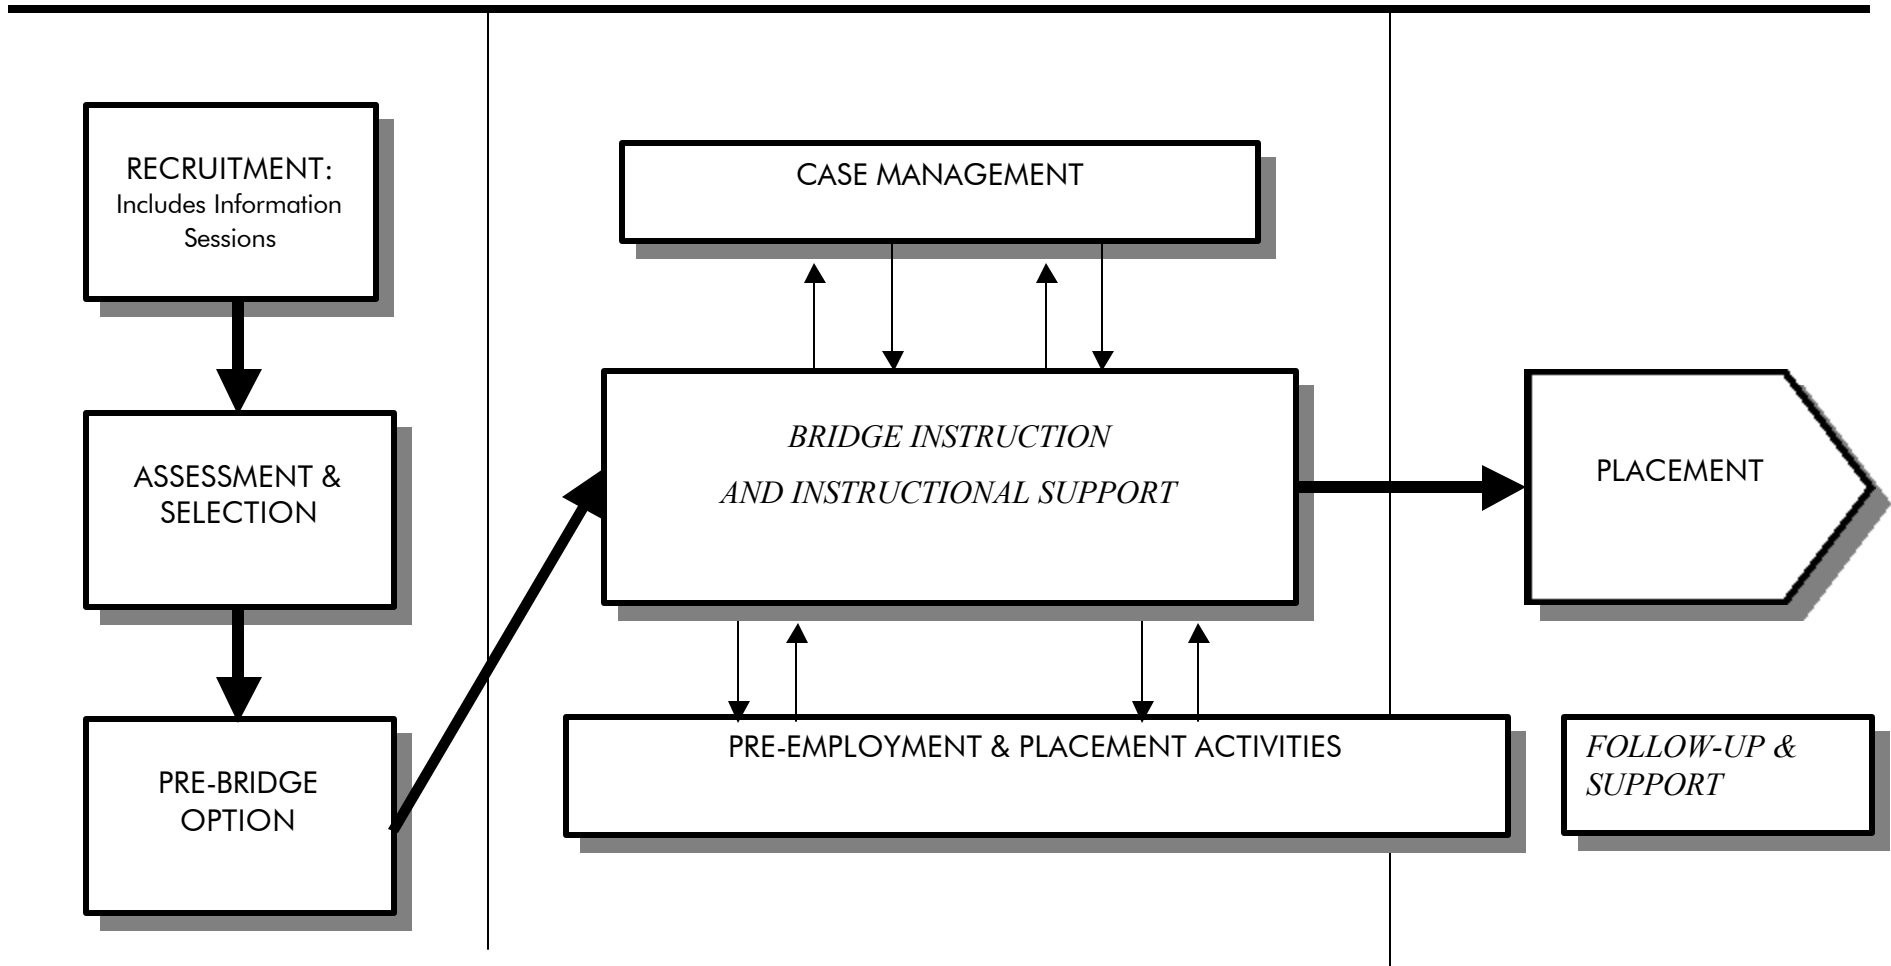 RECRUITMENT:
Includes Information
Sessions
ASSESSMENT &
SELECTION
PRE-BRIDGE
OPTION
CASE MANAGEMENT
BRIDGE INSTRUCTION
AND INSTRUCTIONAL SUPPORT
PRE-EMPLOYMENT & PLACEMENT ACTIVITIES
PLACEMENT
FOLLOW-UP &
SUPPORT